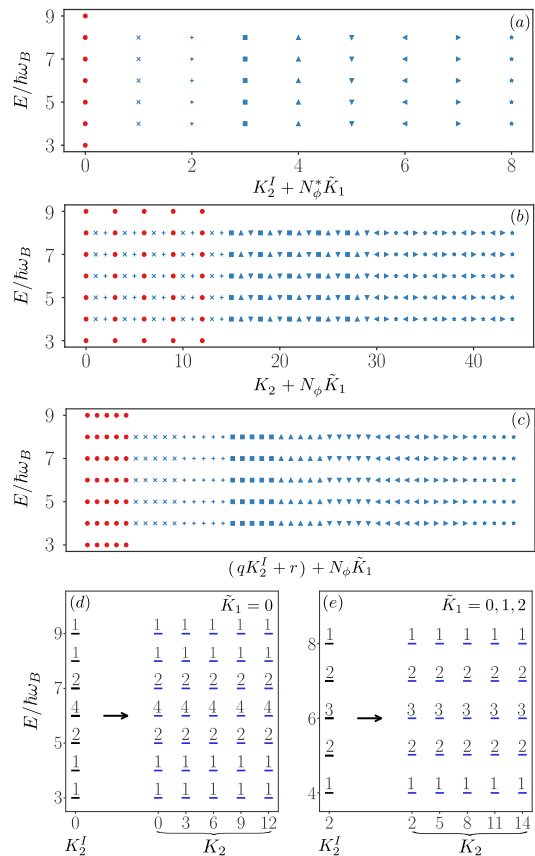 9
(a)
7
5
3
E/ħω_B
0 2 4 6 8
K_2^I + N_ϕ^* K̃_1
9
(b)
7
5
3
E/ħω_B
0 10 20 30 40
K_2 + N_ϕ K̃_1
9
(c)
7
5
3
E/ħω_B
(qK_2^I + r) + N_ϕ K̃_1
(d) K̃_1 = 0
9 1 1 1 1 1 1
1 1 1 1 1 1
7 2 2 2 2 2 2
4 4 4 4 4 4
5 2 2 2 2 2 2
1 1 1 1 1 1
3 1 1 1 1 1 1
E/ħω_B
0 0 3 6 9 12
K_2^I K_2
(e) K̃_1 = 0, 1, 2
8 1 1 1 1 1 1
2 2 2 2 2 2
6 3 3 3 3 3 3
2 2 2 2 2 2
4 1 1 1 1 1 1
2 2 5 8 11 14
K_2^I K_2